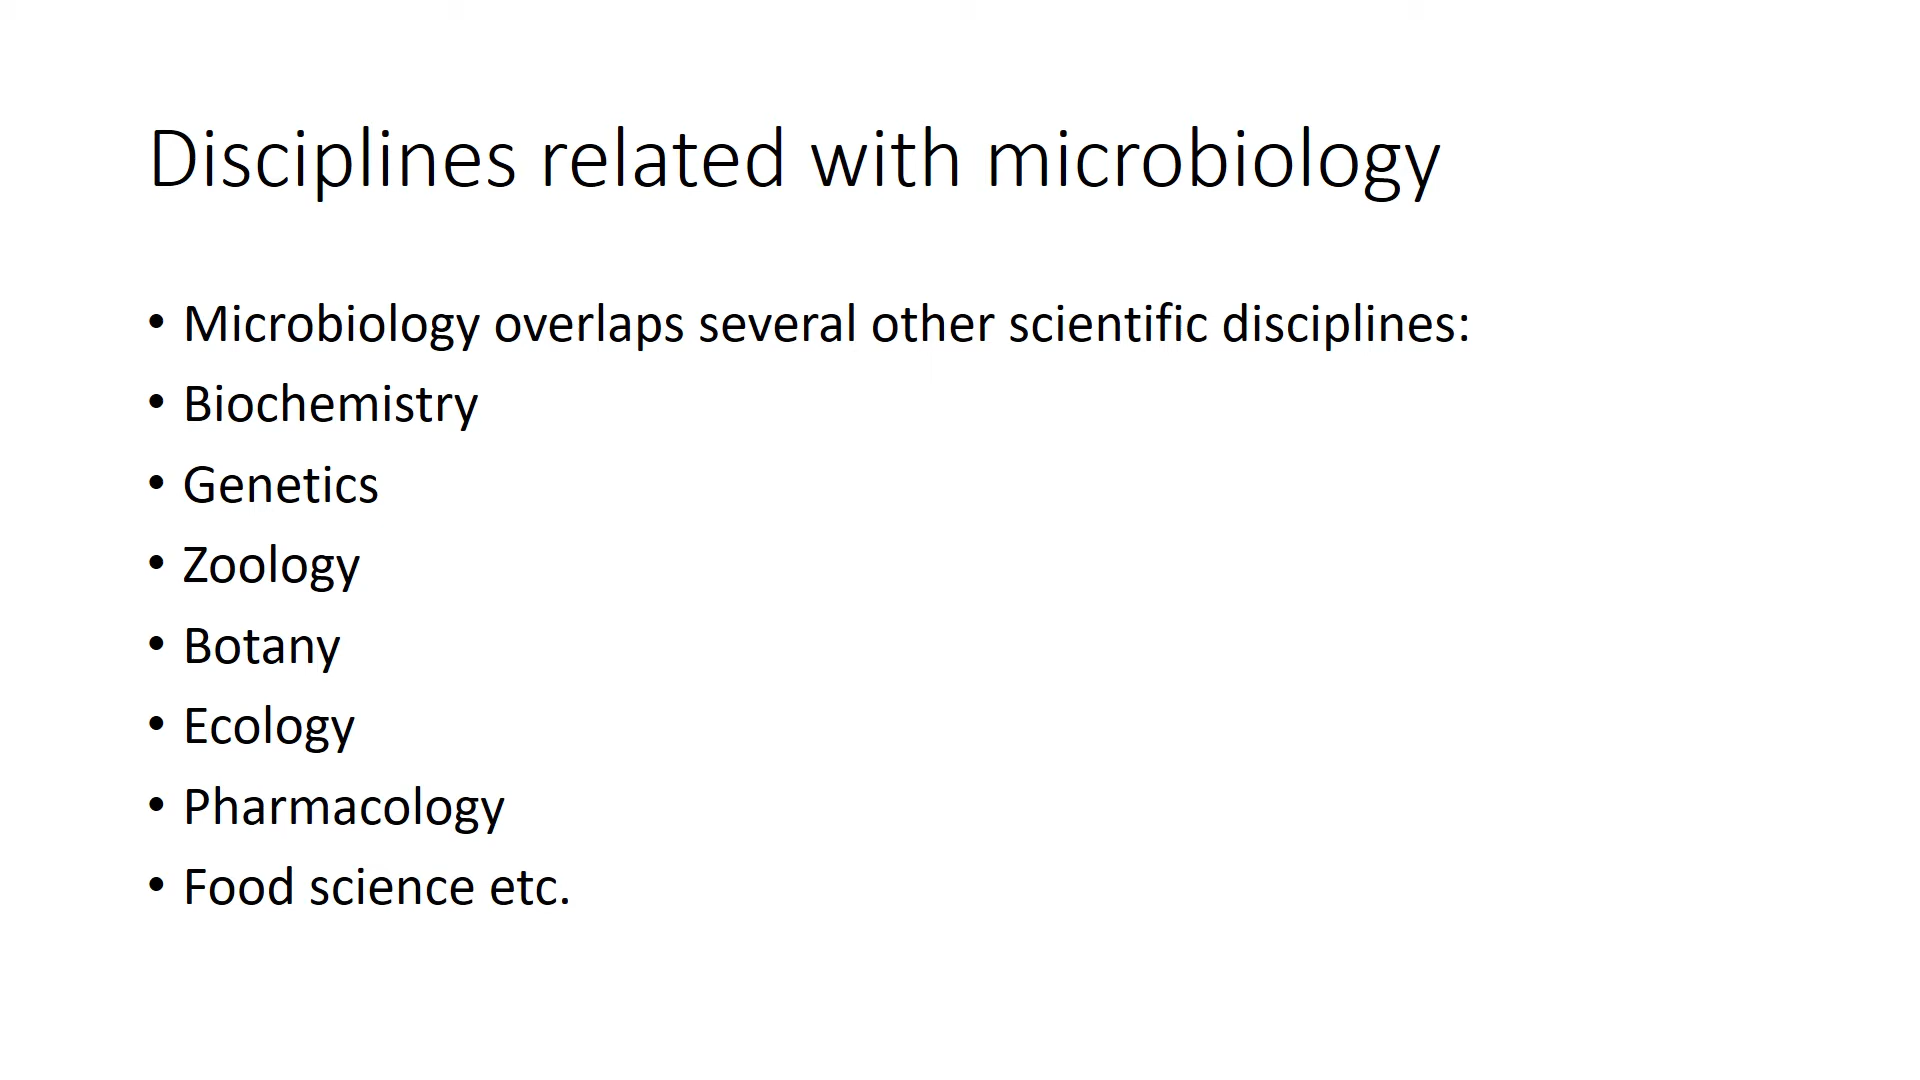 Disciplines related with microbiology
• Microbiology overlaps several other scientific disciplines:
• Biochemistry
• Genetics
• Zoology
• Botany
• Ecology
• Pharmacology
• Food science etc.